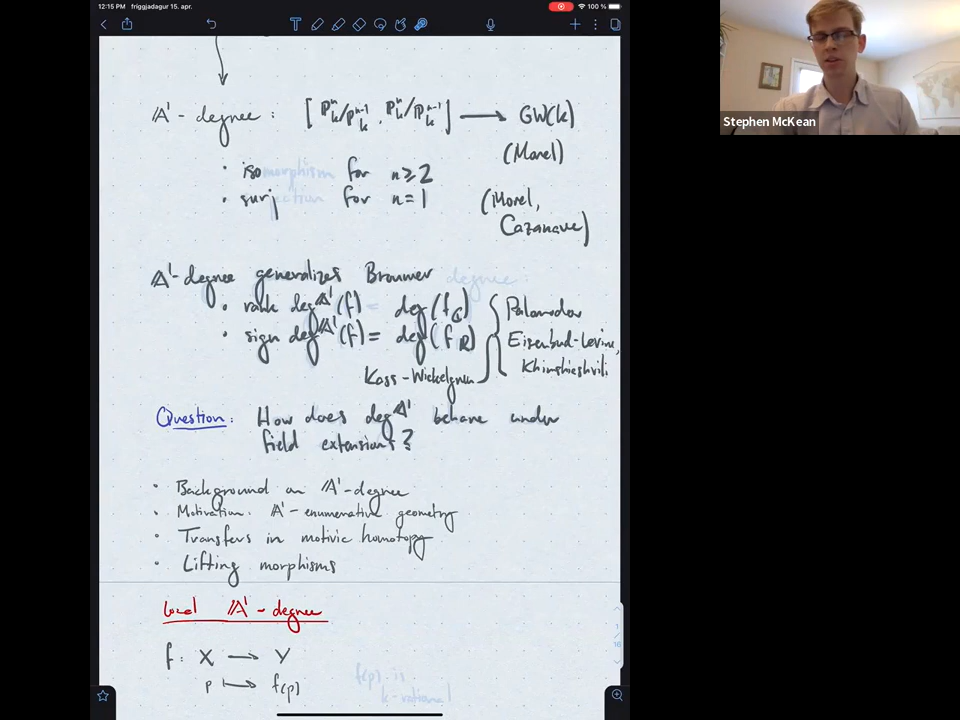 12:15 PM friggjadagur 15. apr.
100 %
Stephen McKean
A¹-degree : [ P^n_k/P^{n-1}_k , P^n_k/P^{n-1}_k ] ⟶ GW(k)
(Morel)
· isomorphism for n ≥ 2
· surjection for n = 1 (Morel, Cazanave)
A¹-degree generalizes Brouwer degree:
· rank deg^{A¹}(f) = deg(f_C)
· sign deg^{A¹}(f) = deg(f_R)
Palamodov
Eisenbud-Levine,
Khimshiashvili
Kass-Wickelgren
Question: How does deg^{A¹} behave under
field extensions?
· Background on A¹-degree
· Motivation: A¹-enumerative geometry
· Transfers in motivic homotopy
· Lifting morphisms
Local A¹-degree
f: X ⟶ Y
p ⟼ f(p)
f(p) is
k-rational